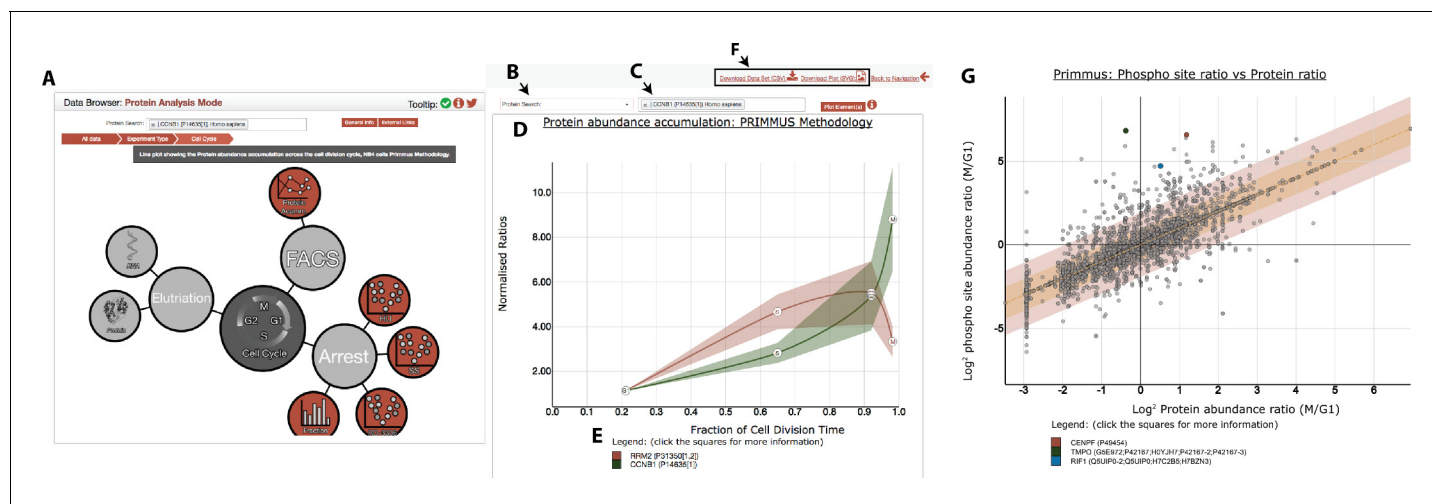 A
Data Browser: Protein Analysis Mode
Tooltip:
Protein Search:
CCNB1 (P14635[1]) Homo sapiens
General Info
External Links
All data
Experiment Type
Cell Cycle
Line plot showing the Protein abundance accumulation across the cell division cycle, NB4 cells Primmus Methodology.
Protein
FACS
RNA
Elutriation
Protein
M
G2
G1
S
Cell Cycle
Arrest
SS
Fraction
F
B
C
Download Data Set (CSV)
Download Plot (SVG)
Back to Navigation
Protein Search:
CCNB1 (P14635[1]) Homo sapiens
Plot Element(s)
D
Protein abundance accumulation: PRIMMUS Methodology
Normalised Ratios
10.0
8.00
6.00
4.00
2.00
G
S
S
M
M
0.0 0.1 0.2 0.3 0.4 0.5 0.6 0.7 0.8 0.9 1.0
Fraction of Cell Division Time
E
Legend: (click the squares for more information)
RRM2 (P31350[1,2])
CCNB1 (P14635[1])
G
Primmus: Phospho site ratio vs Protein ratio
Log² phospho site abundance ratio (M/G1)
5
0
-5
-3 -2 -1 0 1 2 3 4 5 6
Log² Protein abundance ratio (M/G1)
Legend: (click the squares for more information)
CENPF (P49454)
TMPO (G5E972;P42167;H0YJH7;P42167-2;P42167-3)
RIF1 (Q5UIP0-2;Q5UIP0;H7C2B5;H7BZN3)